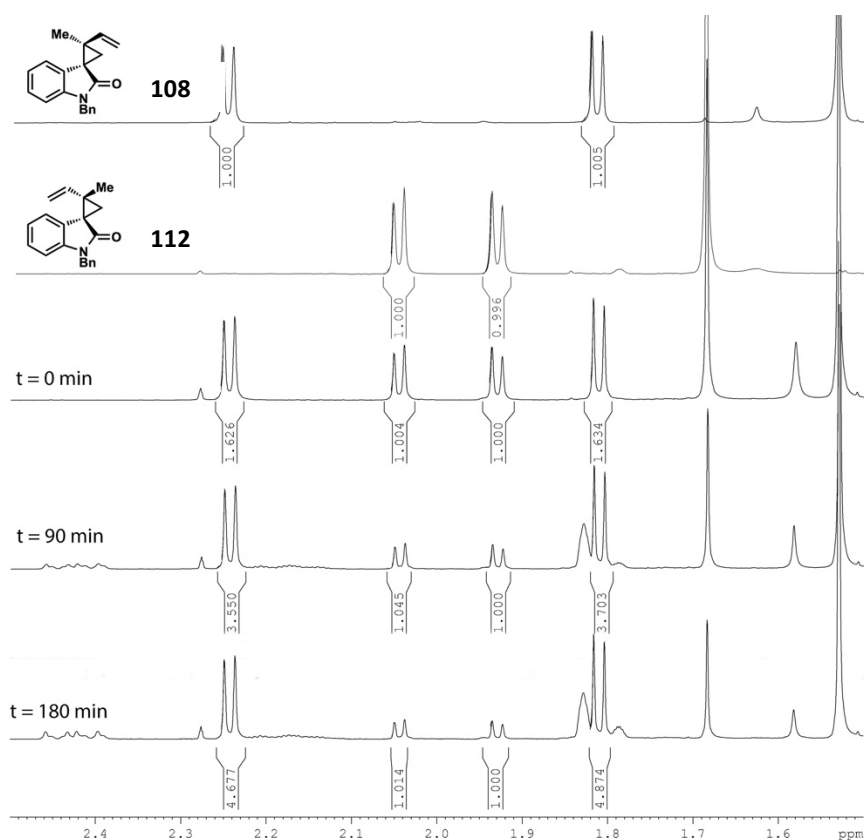 Me
O
N
Bn
108
1.000
1.005
Me
O
N
Bn
112
1.000
0.996
t = 0 min
1.626
1.004
1.000
1.634
t = 90 min
3.550
1.045
1.000
3.703
t = 180 min
4.677
1.014
1.000
4.874
2.4 2.3 2.2 2.1 2.0 1.9 1.8 1.7 1.6 ppm